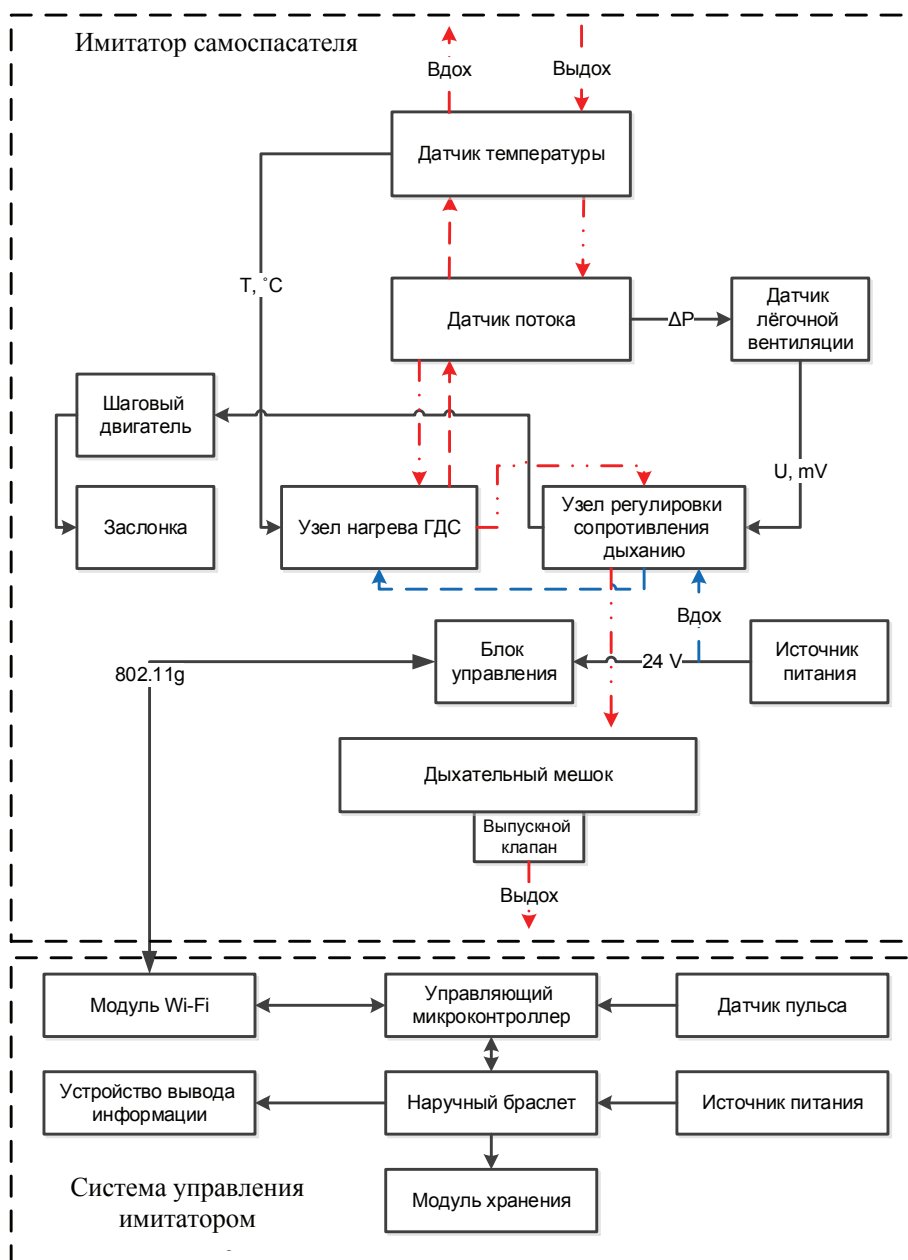 Имитатор самоспасателя
Вдох
Выдох
Датчик температуры
T, ˚C
Датчик потока
ΔP
Датчик
лёгочной
вентиляции
Шаговый
двигатель
U, mV
Заслонка
Узел нагрева ГДС
Узел регулировки
сопротивления
дыханию
Вдох
802.11g
Блок
управления
24 V
Источник
питания
Дыхательный мешок
Выпускной
клапан
Выдох
Модуль Wi-Fi
Управляющий
микроконтроллер
Датчик пульса
Устройство вывода
информации
Наручный браслет
Источник питания
Модуль хранения
Система управления
имитатором